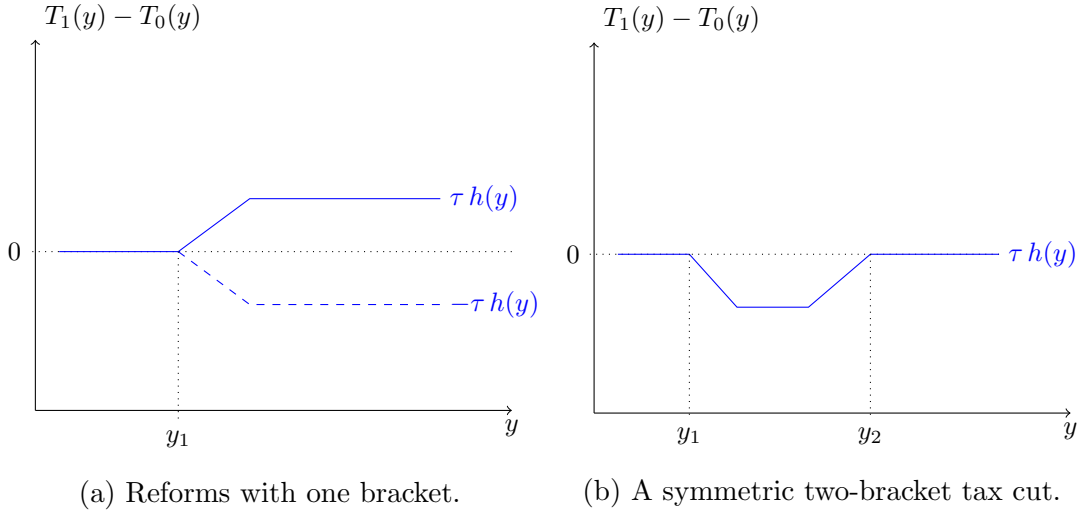 T₁(y) − T₀(y)
0
τ h(y)
−τ h(y)
y₁
y
(a) Reforms with one bracket.
T₁(y) − T₀(y)
0
τ h(y)
y₁
y₂
y
(b) A symmetric two-bracket tax cut.